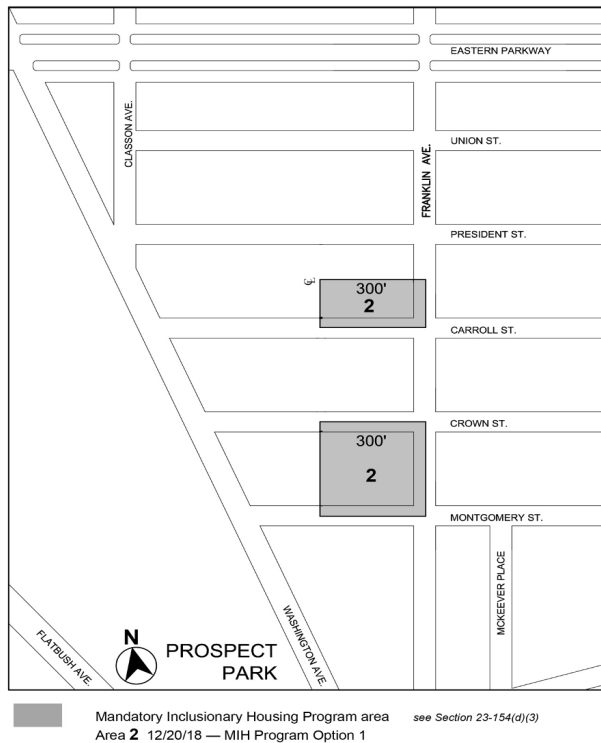 EASTERN PARKWAY
CLASSON AVE.
FRANKLIN AVE.
UNION ST.
PRESIDENT ST.
℄
300'
2
CARROLL ST.
CROWN ST.
300'
2
MONTGOMERY ST.
MCKEEVER PLACE
WASHINGTON AVE.
FLATBUSH AVE.
N
PROSPECT
PARK
Mandatory Inclusionary Housing Program area see Section 23-154(d)(3)
Area 2 12/20/18 — MIH Program Option 1